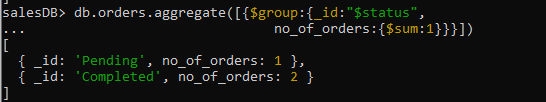 salesDB> db.orders.aggregate([{$group:{_id:"$status",
... no_of_orders:{$sum:1}}}])
[
{ _id: 'Pending', no_of_orders: 1 },
{ _id: 'Completed', no_of_orders: 2 }
]